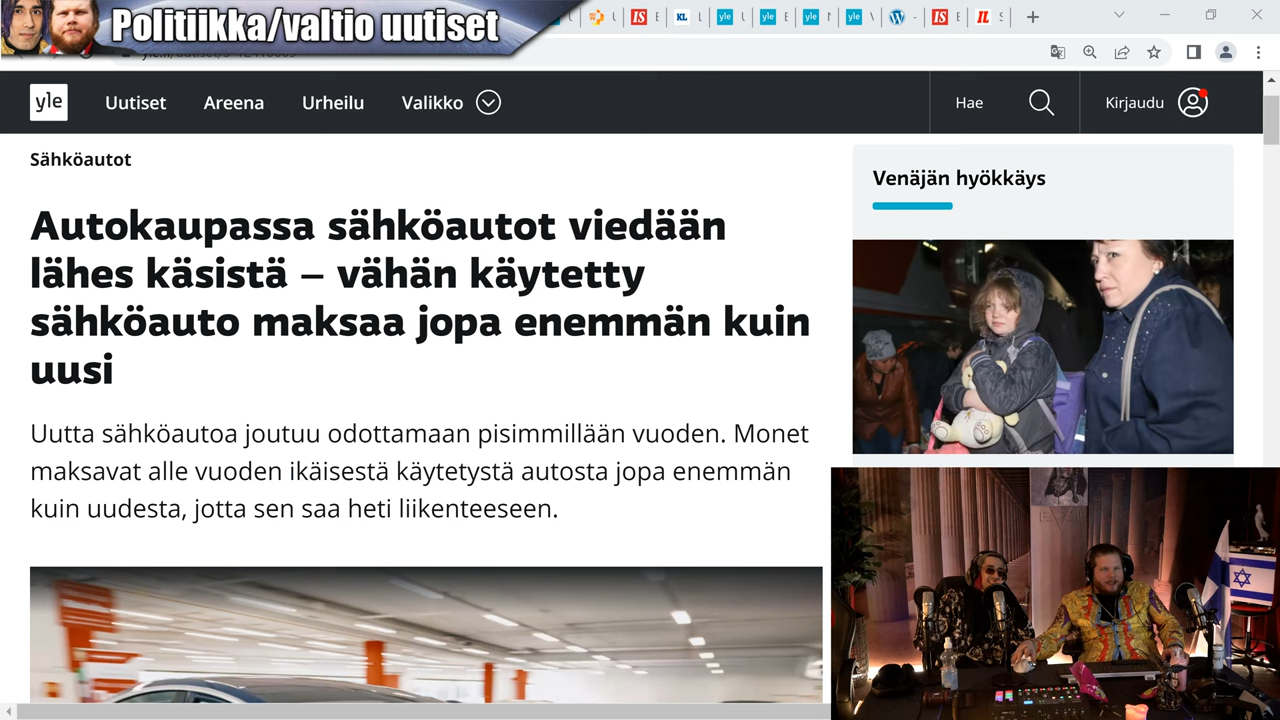 Politiikka/valtio uutiset
yle
Uutiset
Areena
Urheilu
Valikko
Hae
Kirjaudu
Sähköautot
Autokaupassa sähköautot viedään
lähes käsistä – vähän käytetty
sähköauto maksaa jopa enemmän kuin
uusi
Uutta sähköautoa joutuu odottamaan pisimmillään vuoden. Monet
maksavat alle vuoden ikäisestä käytetystä autosta jopa enemmän
kuin uudesta, jotta sen saa heti liikenteeseen.
Venäjän hyökkäys